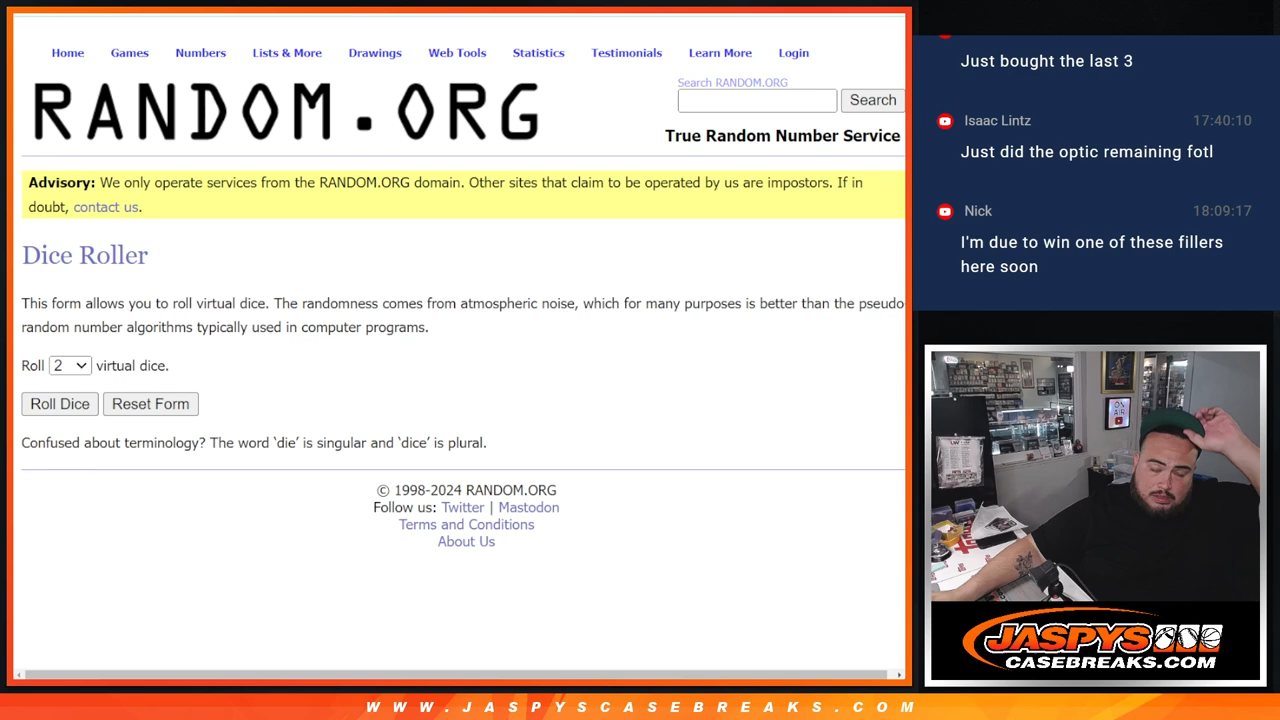 Home Games Numbers Lists & More Drawings Web Tools Statistics Testimonials Learn More Login
RANDOM.ORG
Search RANDOM.ORG
Search
True Random Number Service
Advisory: We only operate services from the RANDOM.ORG domain. Other sites that claim to be operated by us are impostors. If in
doubt, contact us.
Dice Roller
This form allows you to roll virtual dice. The randomness comes from atmospheric noise, which for many purposes is better than the pseudo-
random number algorithms typically used in computer programs.
Roll 2 virtual dice.
Roll Dice Reset Form
Confused about terminology? The word ‘die’ is singular and ‘dice’ is plural.
© 1998-2024 RANDOM.ORG
Follow us: Twitter | Mastodon
Terms and Conditions
About Us
Just bought the last 3
Isaac Lintz 17:40:10
Just did the optic remaining fotl
Nick 18:09:17
I'm due to win one of these fillers
here soon
ON
AIR
JASPYS
CASEBREAKS.COM
WWW.JASPYSCASEBREAKS.COM